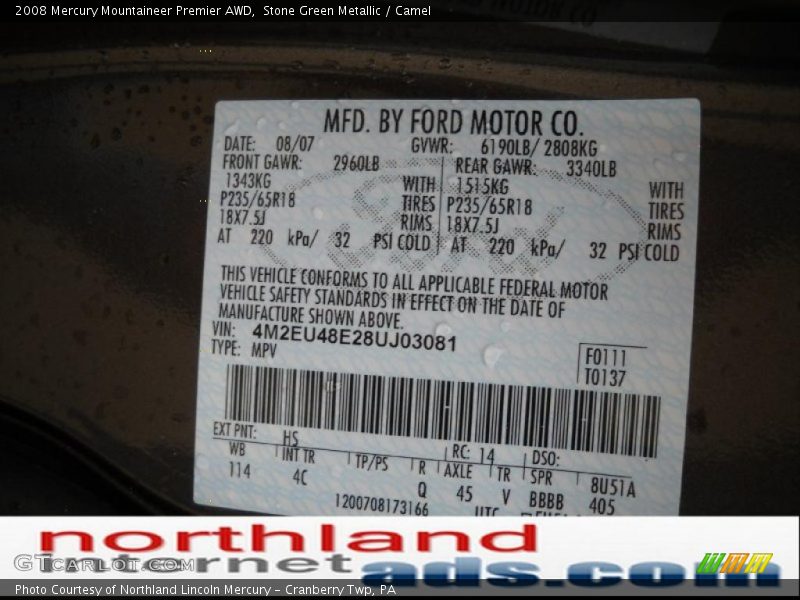 2008 Mercury Mountaineer Premier AWD,  Stone Green Metallic / Camel
MFD. BY FORD MOTOR CO.
DATE: 08/07 GVWR: 6190LB/ 2808KG
FRONT GAWR: 2960LB REAR GAWR: 3340LB
1343KG WITH 1515KG WITH
P235/65R18 TIRES P235/65R18 TIRES
18X7.5J RIMS 18X7.5J RIMS
AT 220 kPa/ 32 PSI COLD AT 220 kPa/ 32 PSI COLD
THIS VEHICLE CONFORMS TO ALL APPLICABLE FEDERAL MOTOR
VEHICLE SAFETY STANDARDS IN EFFECT ON THE DATE OF
MANUFACTURE SHOWN ABOVE.
VIN: 4M2EU48E28UJ03081
TYPE: MPV
F0111
T0137
EXT PNT: HS RC: 14 DSO:
WB INT TR TP/PS R AXLE TR SPR 8U51A
114 4C Q 45 V BBBB 405
1200708173166 UTC
northland
internet
ads.com
GTCARLOT.COM
Photo Courtesy of Northland Lincoln Mercury - Cranberry Twp, PA